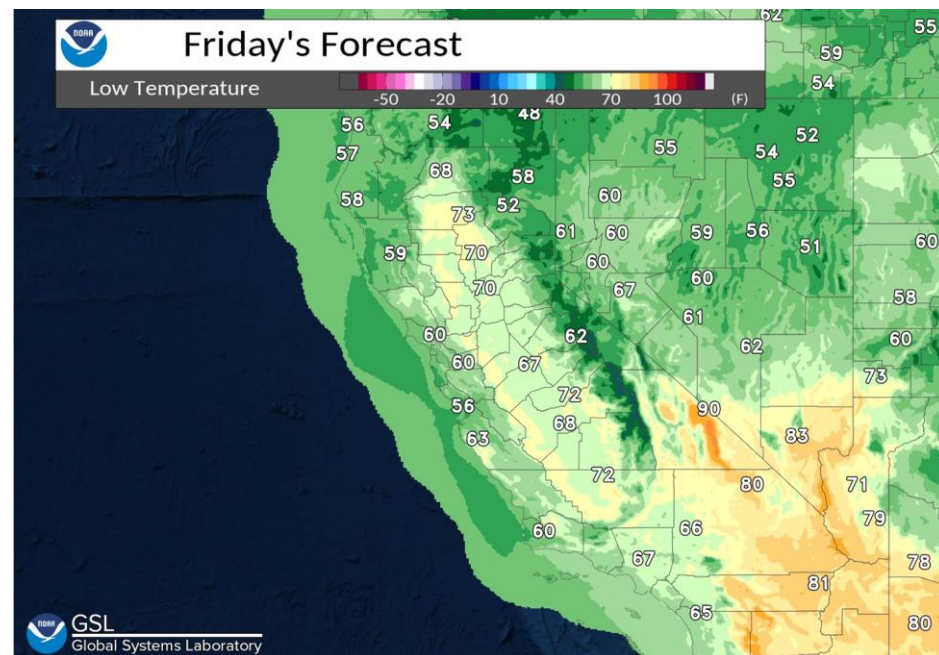 NOAA
Friday's Forecast
Low Temperature
-50 -20 10 40 70 100 (F)
62
55
59
54
56 54 48 52
57 55 54
68 58 55
58 60
73 52
61 60 59 56 51 60
59 70 60
70 67 60 58
61
60 62 62 60
60 67 73
72
56 90
68 83
63
72 80 71
66 79
60
67 78
81
65 80
NOAA
GSL
Global Systems Laboratory